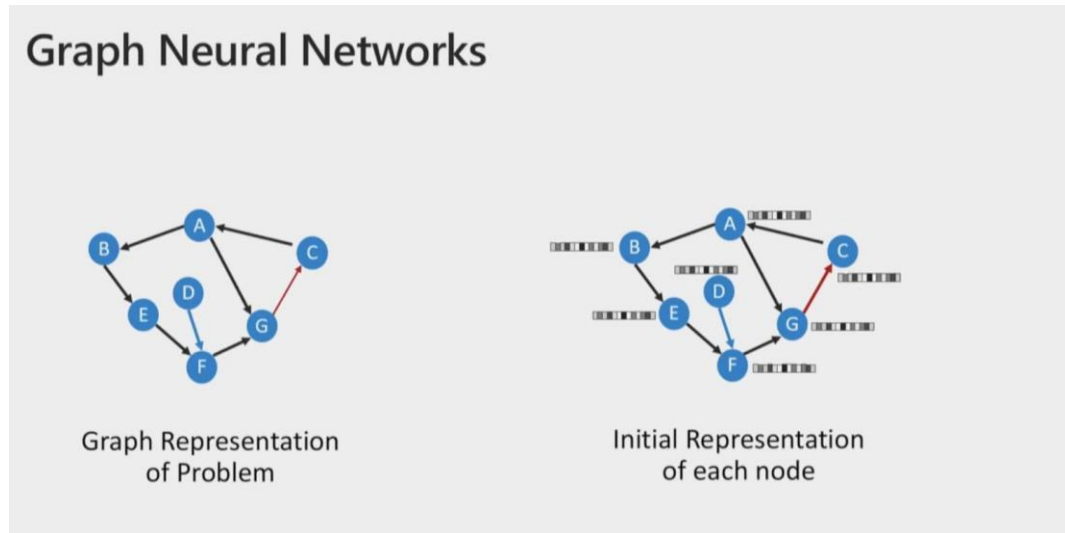 Graph Neural Networks
A
B
C
D
E
G
F
Graph Representation
of Problem
A
B
C
D
E
G
F
Initial Representation
of each node